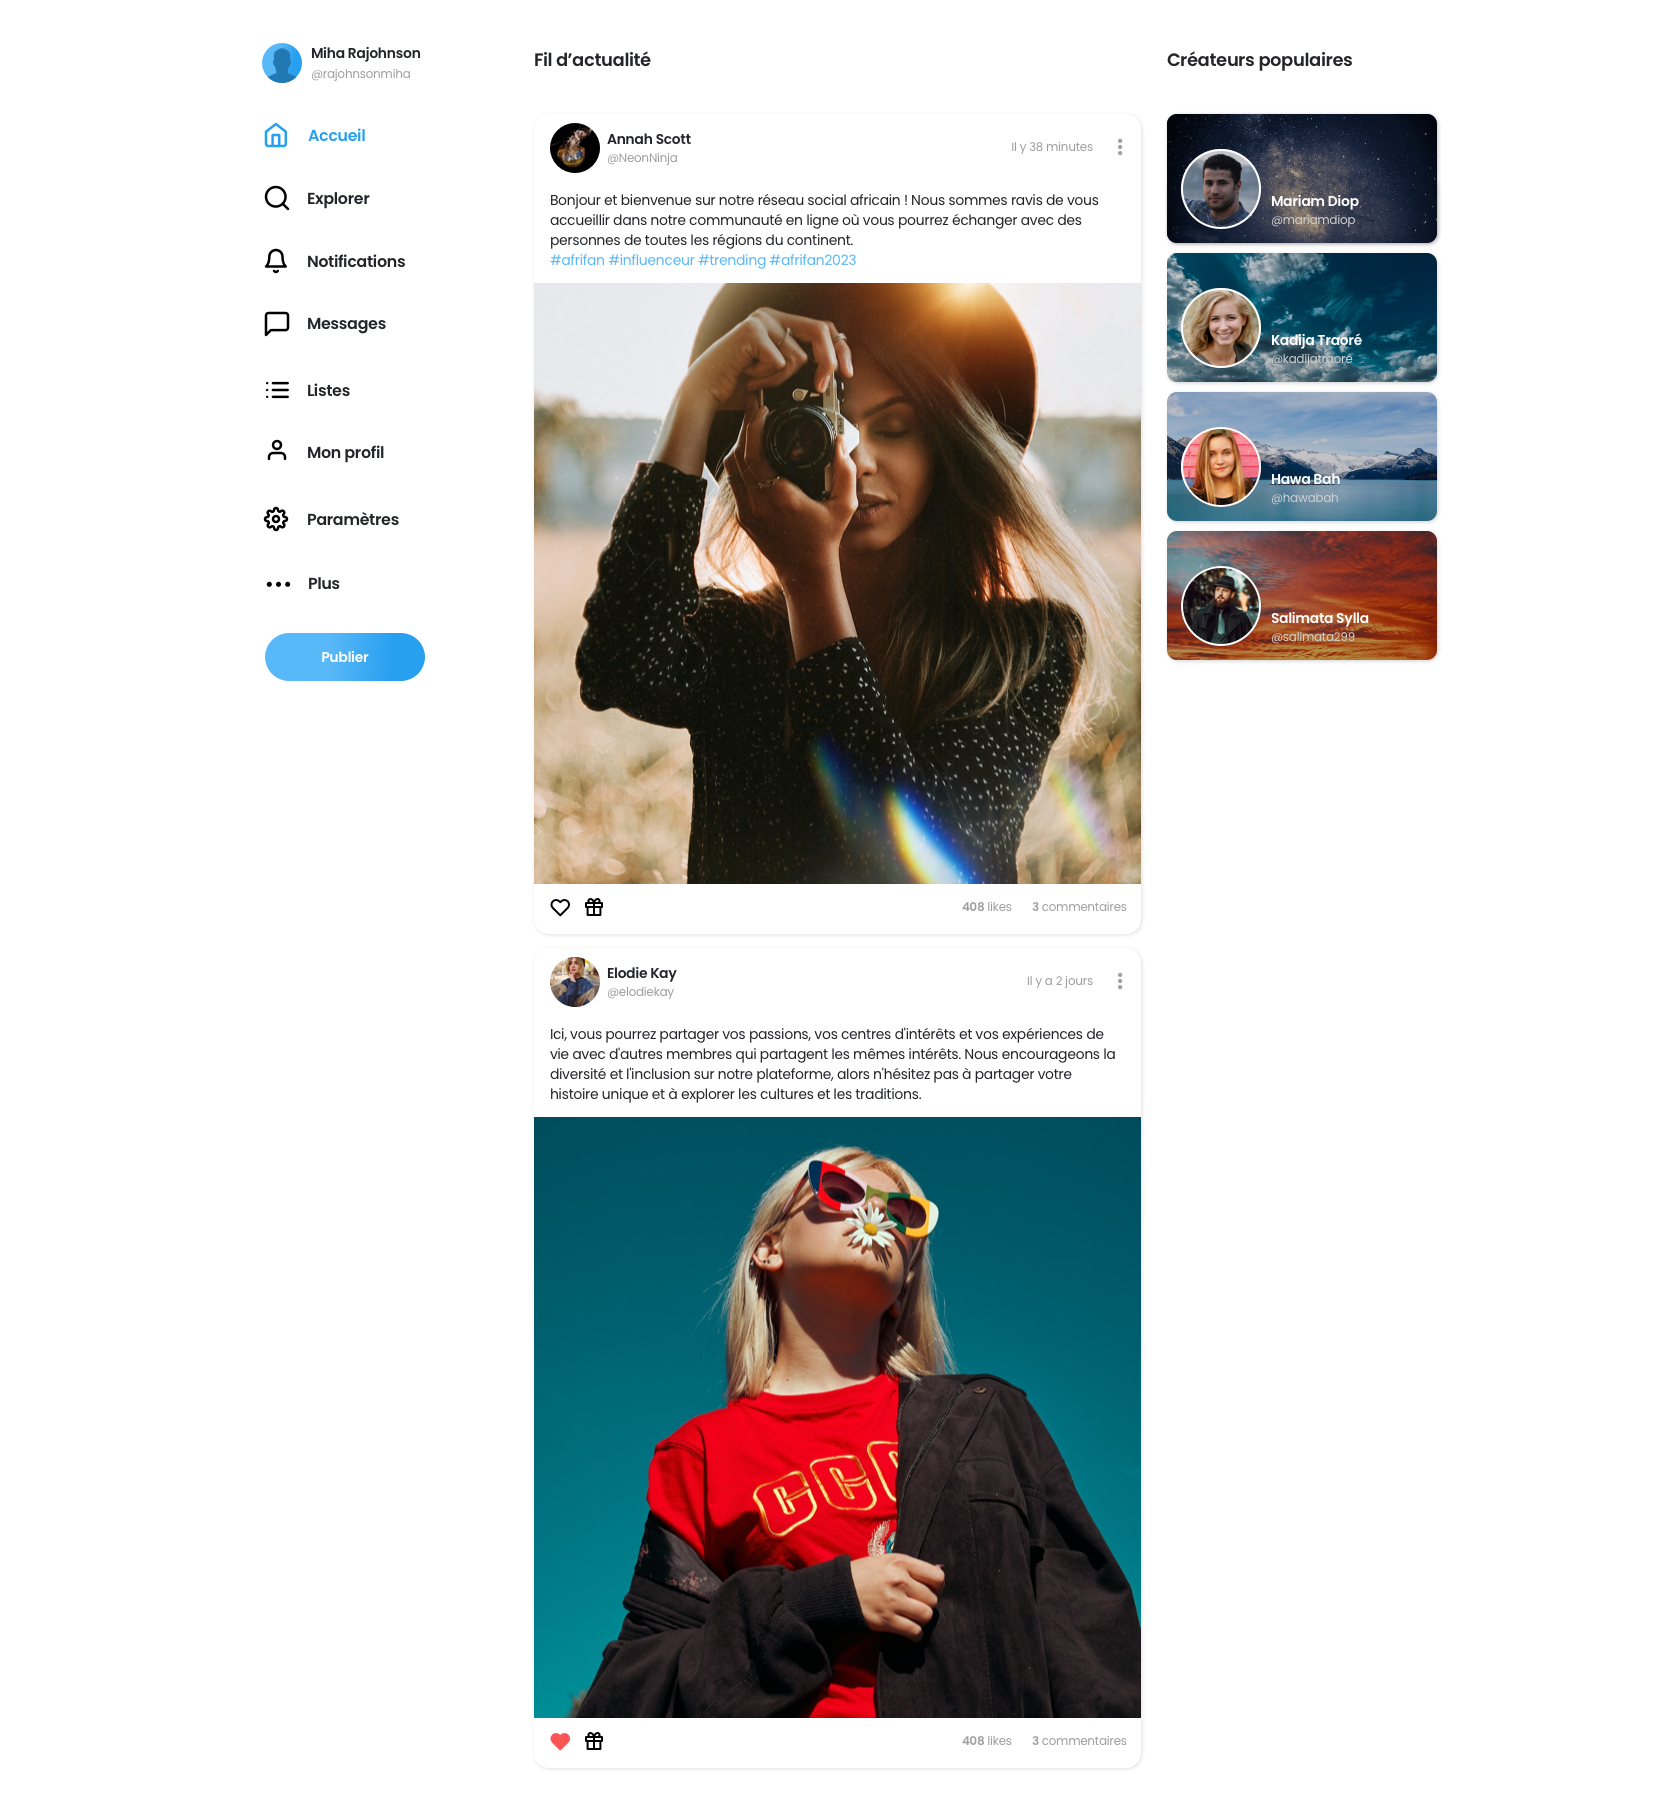 Miha Rajohnson
@rajohnsonmiha
Accueil
Explorer
Notifications
Messages
Listes
Mon profil
Paramètres
Plus
Publier
Fil d’actualité
Annah Scott
@NeonNinja
Il y 38 minutes
Bonjour et bienvenue sur notre réseau social africain ! Nous sommes ravis de vous
accueillir dans notre communauté en ligne où vous pourrez échanger avec des
personnes de toutes les régions du continent.
#afrifan #influenceur #trending #afrifan2023
408 likes
3 commentaires
Elodie Kay
@elodiekay
Il y a 2 jours
Ici, vous pourrez partager vos passions, vos centres d'intérêts et vos expériences de
vie avec d'autres membres qui partagent les mêmes intérêts. Nous encourageons la
diversité et l'inclusion sur notre plateforme, alors n'hésitez pas à partager votre
histoire unique et à explorer les cultures et les traditions.
408 likes
3 commentaires
Créateurs populaires
Mariam Diop
@mariamdiop
Kadija Traoré
@kadijatraoré
Hawa Bah
@hawabah
Salimata Sylla
@salimata299